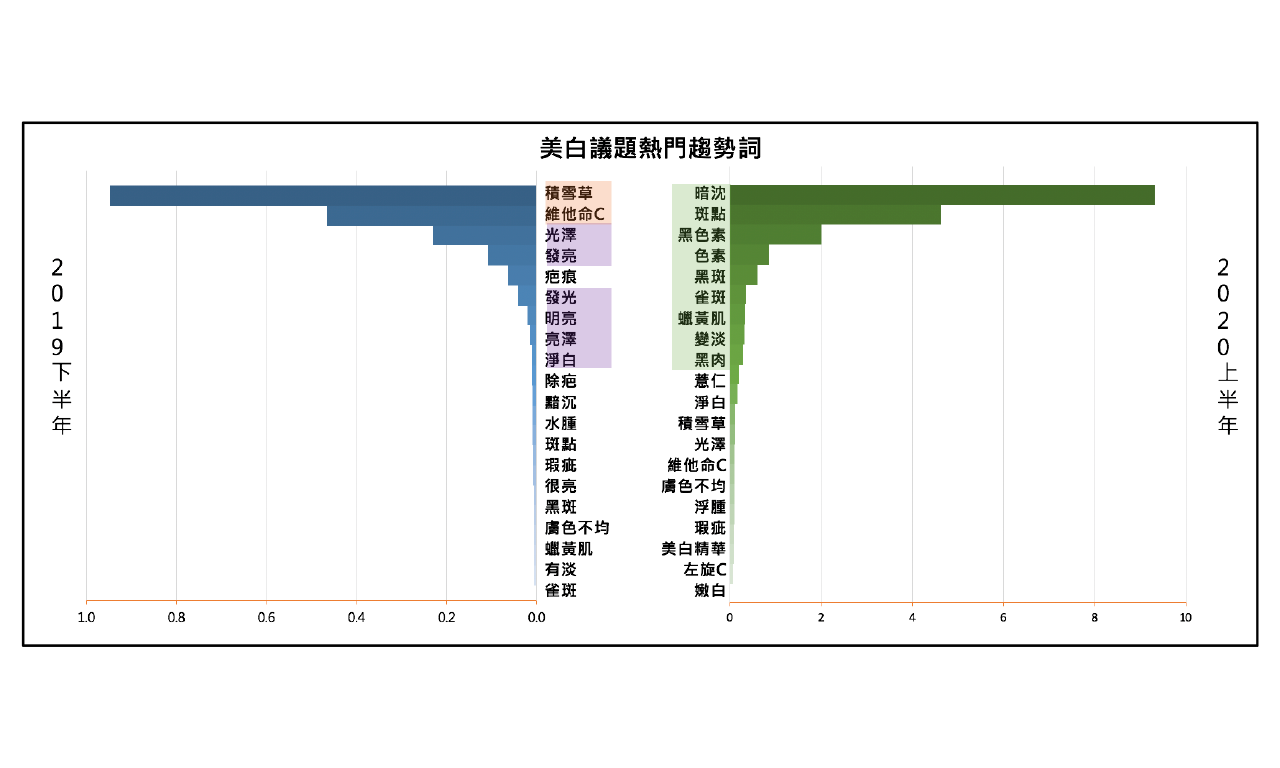 美白議題熱門趨勢詞
2019下半年
積雪草
維他命C
光澤
發亮
疤痕
發光
明亮
亮澤
淨白
除疤
黯沉
水腫
斑點
瑕疵
很亮
黑斑
膚色不均
蠟黃肌
有淡
雀斑
1.0 0.8 0.6 0.4 0.2 0.0
暗沈
斑點
黑色素
色素
黑斑
雀斑
蠟黃肌
變淡
黑肉
薏仁
淨白
積雪草
光澤
維他命C
膚色不均
浮腫
瑕疵
美白精華
左旋C
嫩白
0 2 4 6 8 10
2020上半年